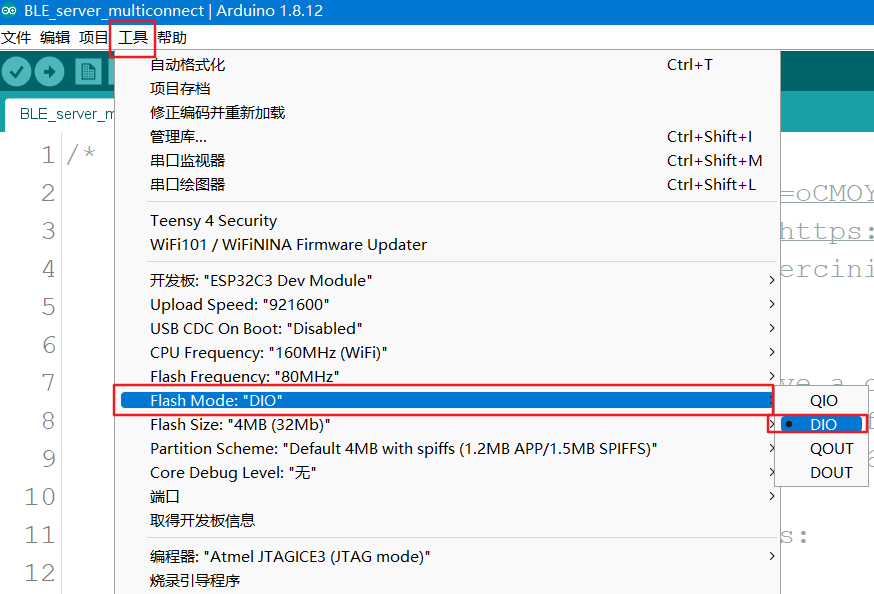 BLE_server_multiconnect | Arduino 1.8.12
文件 编辑 项目 工具 帮助
自动格式化 Ctrl+T
项目存档
修正编码并重新加载
管理库... Ctrl+Shift+I
串口监视器 Ctrl+Shift+M
串口绘图器 Ctrl+Shift+L
Teensy 4 Security
WiFi101 / WiFiNINA Firmware Updater
开发板: "ESP32C3 Dev Module"
Upload Speed: "921600"
USB CDC On Boot: "Disabled"
CPU Frequency: "160MHz (WiFi)"
Flash Frequency: "80MHz"
Flash Mode: "DIO"
Flash Size: "4MB (32Mb)"
Partition Scheme: "Default 4MB with spiffs (1.2MB APP/1.5MB SPIFFS)"
Core Debug Level: "无"
端口
取得开发板信息
编程器: "Atmel JTAGICE3 (JTAG mode)"
烧录引导程序
QIO
DIO
QOUT
DOUT
BLE_server_m
1 /*
2 =oCMOY
3 https:
4 ercini
5
6
7 ve a c
8
9
10
11 s:
12